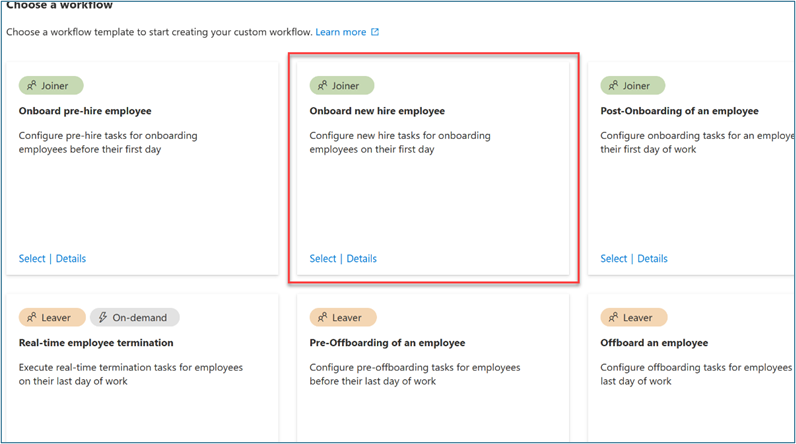 Choose a workflow
Choose a workflow template to start creating your custom workflow. Learn more
Joiner
Onboard pre-hire employee
Configure pre-hire tasks for onboarding
employees before their first day
Select | Details
Joiner
Onboard new hire employee
Configure new hire tasks for onboarding
employees on their first day
Select | Details
Joiner
Post-Onboarding of an employee
Configure onboarding tasks for an employe
their first day of work
Select | Details
Leaver
On-demand
Real-time employee termination
Execute real-time termination tasks for employees
on their last day of work
Leaver
Pre-Offboarding of an employee
Configure pre-offboarding tasks for employees
before their last day of work
Leaver
Offboard an employee
Configure offboarding tasks for employees
last day of work